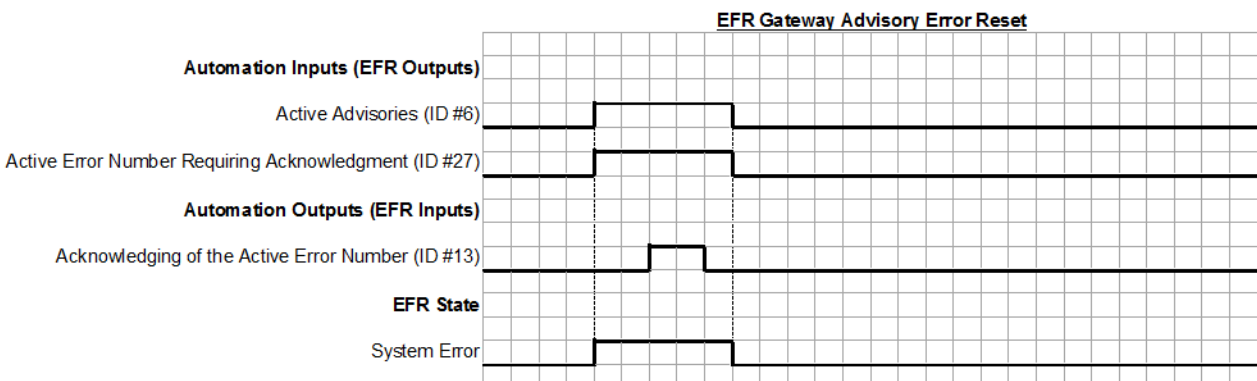 EFR Gateway Advisory Error Reset
Automation Inputs (EFR Outputs)
Active Advisories (ID #6)
Active Error Number Requiring Acknowledgment (ID #27)
Automation Outputs (EFR Inputs)
Acknowledging of the Active Error Number (ID #13)
EFR State
System Error